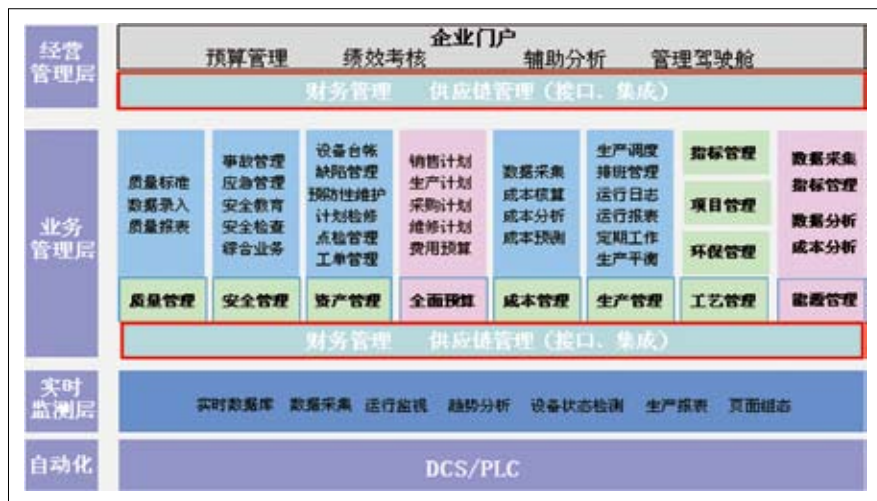 经营
管理层
企业门户
预算管理 绩效考核 辅助分析 管理驾驶舱
财务管理 供应链管理（接口、集成）
业务
管理层
质量标准
数据录入
质量报表
质量管理
事故管理
应急管理
安全教育
安全检查
综合业务
安全管理
设备台帐
缺陷管理
预防性维护
计划检修
点检管理
工单管理
资产管理
销售计划
生产计划
采购计划
维修计划
费用预算
全面预算
数据采集
成本核算
成本分析
成本预测
成本管理
生产调度
排班管理
运行日志
运行报表
定期工作
生产平衡
生产管理
指标管理
项目管理
环保管理
工艺管理
数据采集
指标管理
数据分析
成本分析
能源管理
财务管理 供应链管理（接口、集成）
实时
监测层
实时数据库 数据采集 运行监视 趋势分析 设备状态检测 生产报表 页面组态
自动化
DCS/PLC